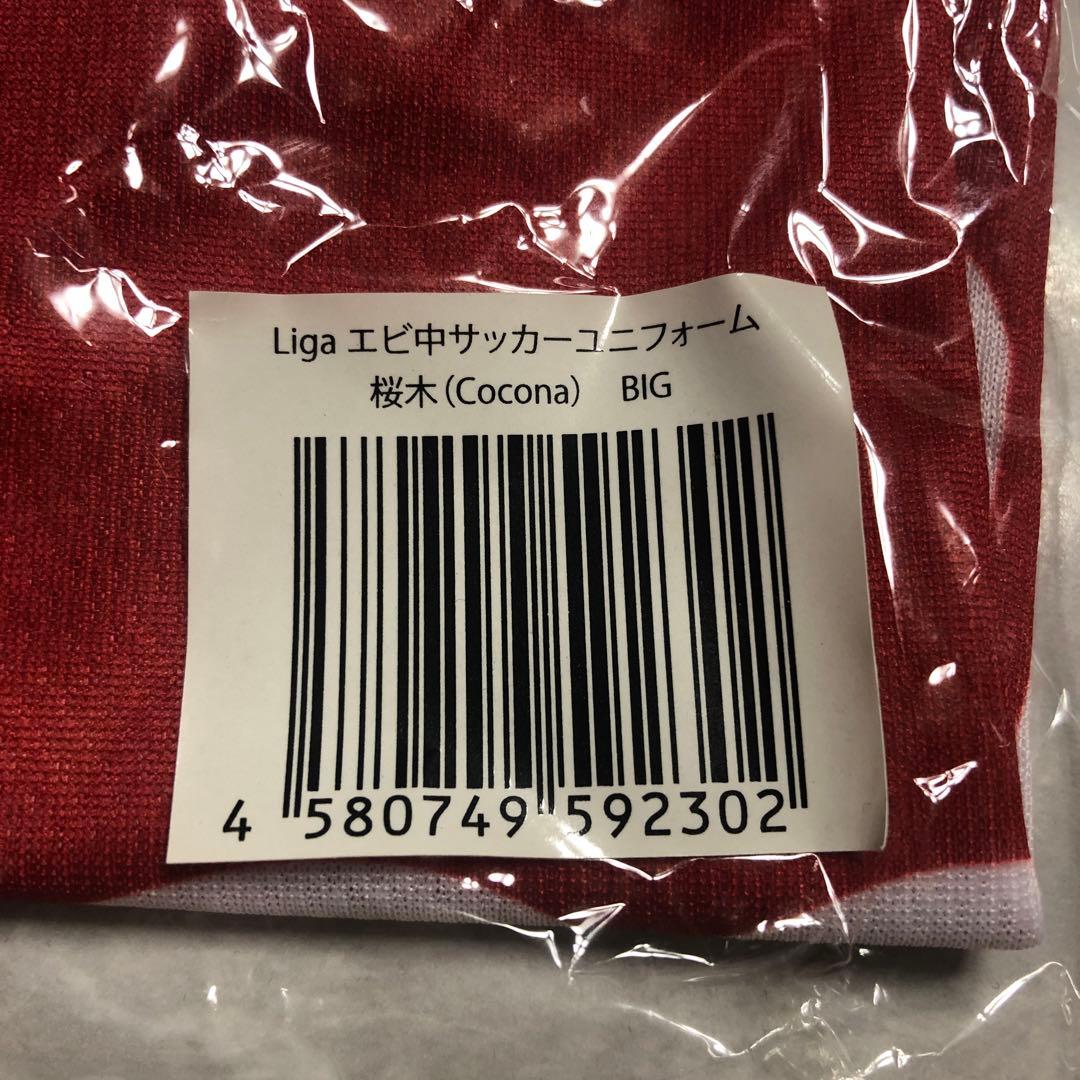 Liga エビ中サッカーユニフォーム
桜木(Cocona) BIG
4 580749 592302